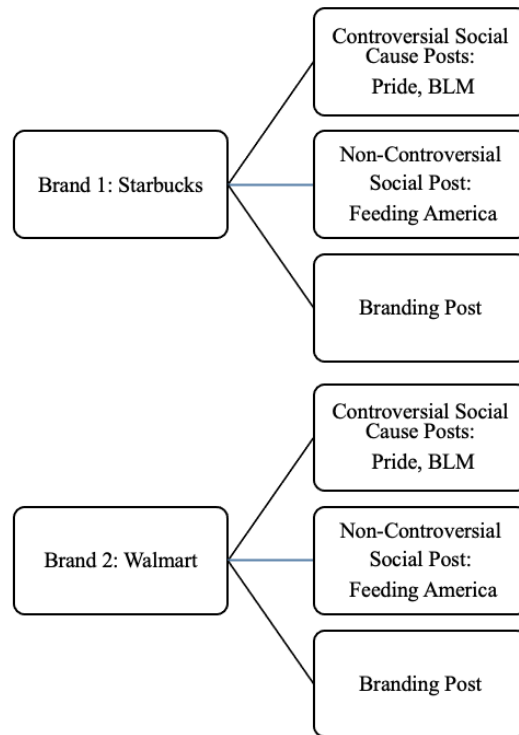 Controversial Social
Cause Posts:
Pride, BLM
Brand 1: Starbucks
Non-Controversial
Social Post:
Feeding America
Branding Post
Controversial Social
Cause Posts:
Pride, BLM
Brand 2: Walmart
Non-Controversial
Social Post:
Feeding America
Branding Post